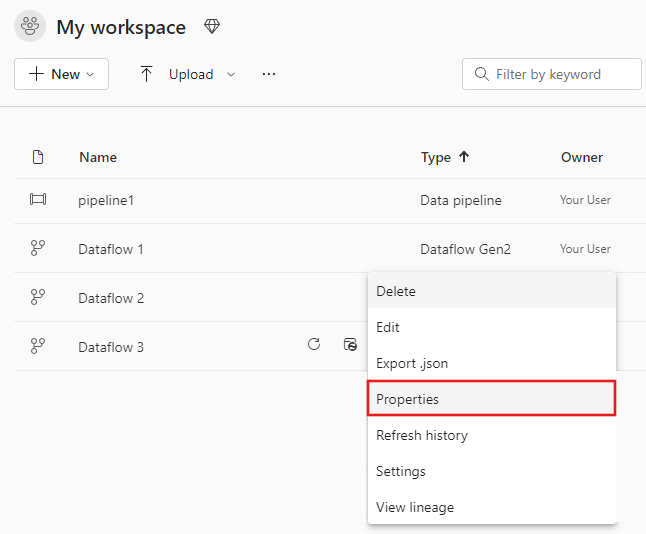 My workspace
New
Upload
...
Filter by keyword
Name Type Owner
pipeline1 Data pipeline Your User
Dataflow 1 Dataflow Gen2 Your User
Dataflow 2
Dataflow 3
Delete
Edit
Export .json
Properties
Refresh history
Settings
View lineage